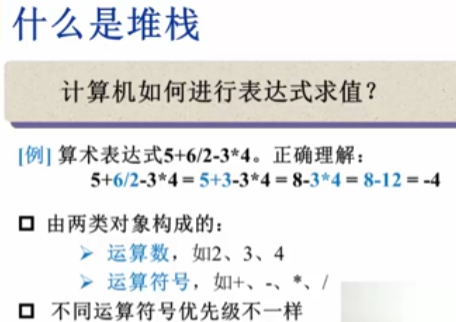 什么是堆栈
计算机如何进行表达式求值？
[例] 算术表达式5+6/2-3*4。正确理解：
5+6/2-3*4 = 5+3-3*4 = 8-3*4 = 8-12 = -4
由两类对象构成的：
运算数，如2、3、4
运算符号，如+、-、*、/
不同运算符号优先级不一样